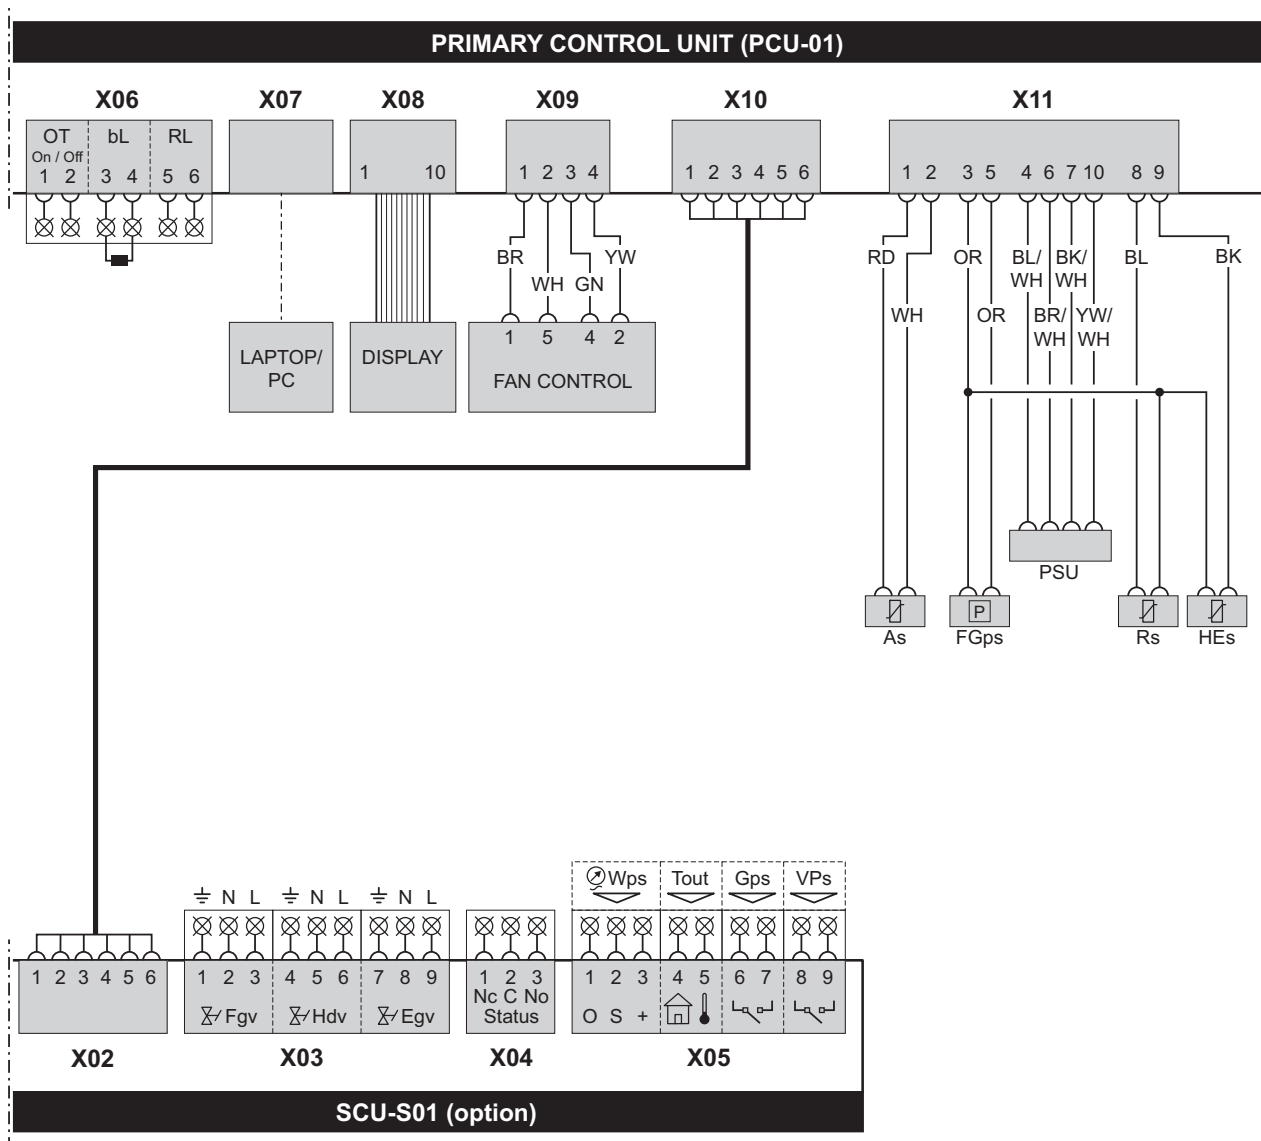 PRIMARY CONTROL UNIT (PCU-01)
X06 X07 X08 X09 X10 X11
OT bL RL
On / Off
1 2 3 4 5 6
1 10
1 2 3 4
1 2 3 4 5 6
1 2 3 5 4 6 7 10 8 9
BR YW
WH GN
RD OR BL/ BK/ BL BK
WH WH
WH OR BR/ YW/
WH WH
LAPTOP/
PC
DISPLAY
1 5 4 2
FAN CONTROL
PSU
P
As FGps Rs HEs
Wps Tout Gps VPs
N L N L N L
1 2 3 4 5 6
1 2 3 4 5 6 7 8 9
1 2 3
1 2 3 4 5 6 7 8 9
Nc C No
Fgv Hdv Egv Status O S +
X02 X03 X04 X05
SCU-S01 (option)